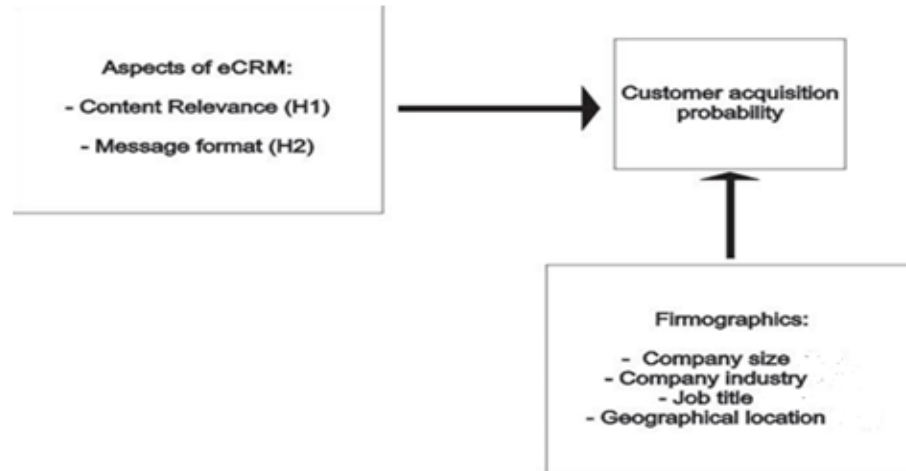 Aspects of eCRM:
- Content Relevance (H1)
- Message format (H2)
Customer acquisition
probability
Firmographics:
- Company size
- Company industry
- Job title
- Geographical location